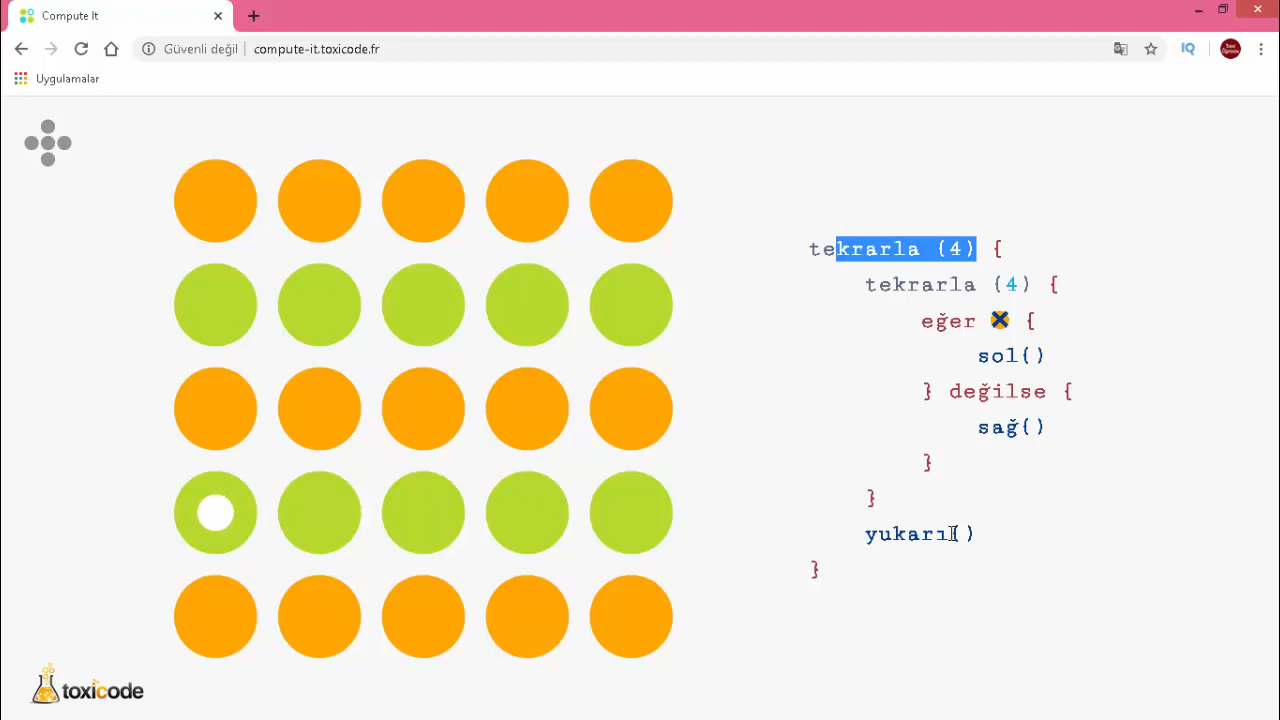 Compute It
Güvenli değil
compute-it.toxicode.fr
IQ
Uygulamalar
tekrarla (4) {
tekrarla (4) {
eğer {
sol()
} değilse {
sağ()
}
}
yukarı()
}
toxicode